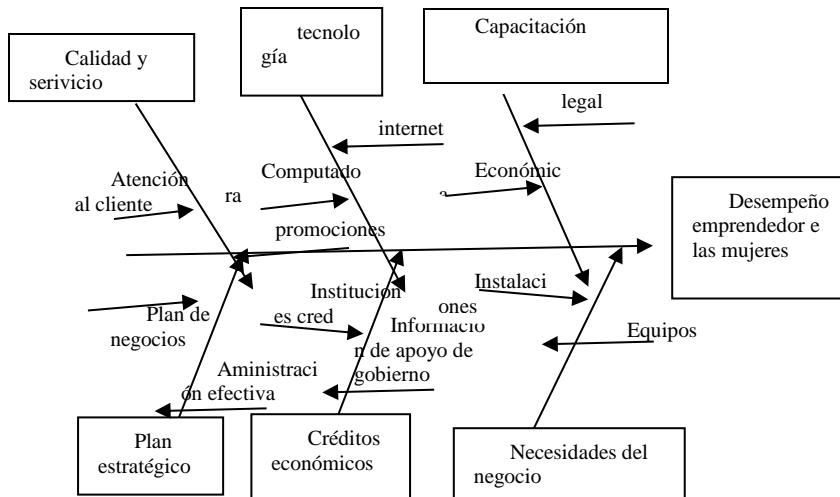 Calidad y
serivicio
tecnolo
gía
Capacitación
legal
internet
Atención
al cliente
Computado
ra
Económic
a
promociones
Desempeño
emprendedor e
las mujeres
Plan de
negocios
Institución
es cred
Instalaci
ones
Informació
n de apoyo de
gobierno
Equipos
Aministraci
ón efectiva
Plan
estratégico
Créditos
económicos
Necesidades del
negocio